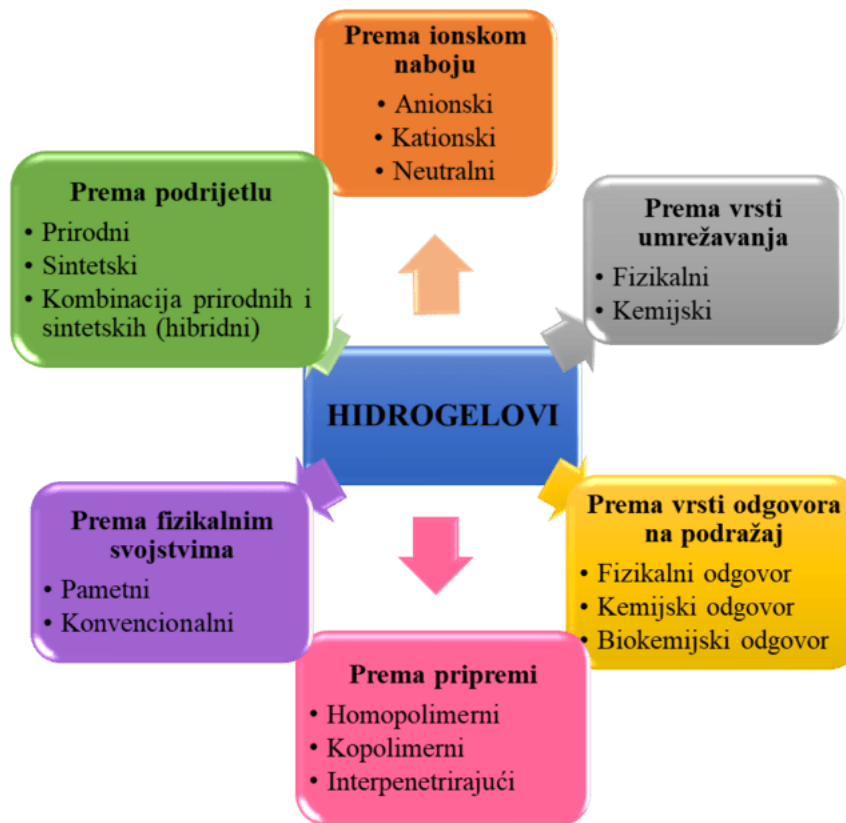 Prema ionskom
naboju
• Anionski
• Kationski
• Neutralni
Prema podrijetlu
• Prirodni
• Sintetski
• Kombinacija prirodnih i
sintetskih (hibridni)
Prema vrsti
umrežavanja
• Fizikalni
• Kemijski
HIDROGELOVI
Prema fizikalnim
svojstvima
• Pametni
• Konvencionalni
Prema vrsti odgovora
na podražaj
• Fizikalni odgovor
• Kemijski odgovor
• Biokemijski odgovor
Prema pripremi
• Homopolimerni
• Kopolimerni
• Interpenetrirajući